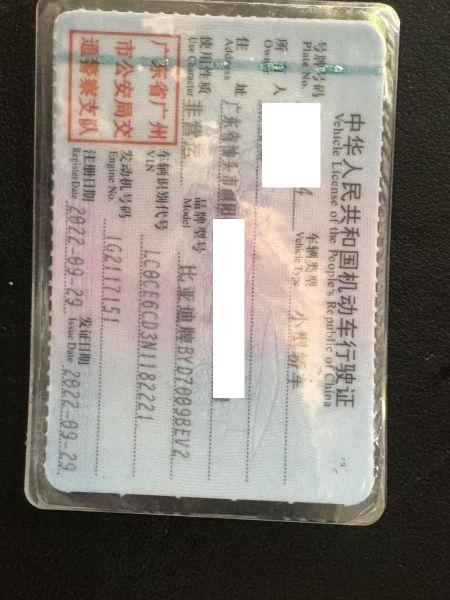 中华人民共和国机动车行驶证
Vehicle License of the People's Republic of China
号牌号码
Plate No.
4
车辆类型
Vehicle Type
小型轿车
所有人
Owner
住址
Address
广东省
使用性质
Use Character
非营运
品牌型号
Model
比亚迪牌BYD7009BEV2
广东省广州
市公安局交
通警察支队
车辆识别代号
VIN
LC0CE6CD3N1182221
发动机号码
Engine No.
1G2117151
注册日期
Register Date
2022-09-29
发证日期
Issue Date
2022-09-29